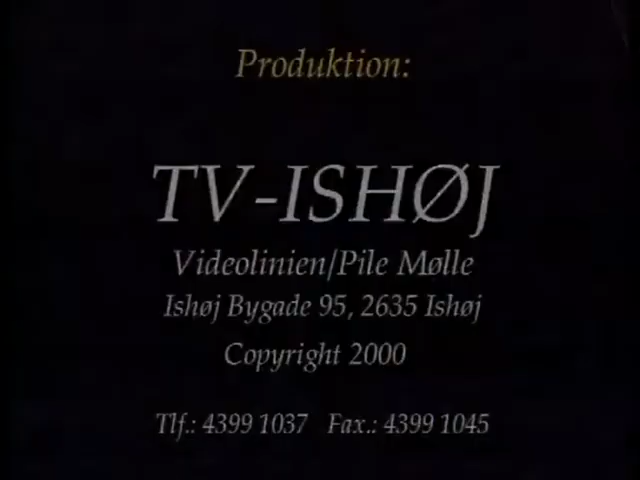 Produktion:
TV-ISHØJ
Videolinien/Pile Mølle
Ishøj Bygade 95, 2635 Ishøj
Copyright 2000
Tlf.: 4399 1037 Fax.: 4399 1045